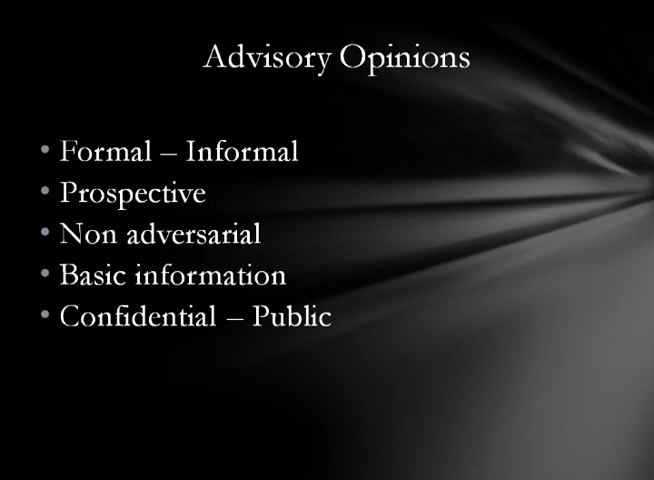 Advisory Opinions
• Formal – Informal
• Prospective
• Non adversarial
• Basic information
• Confidential – Public